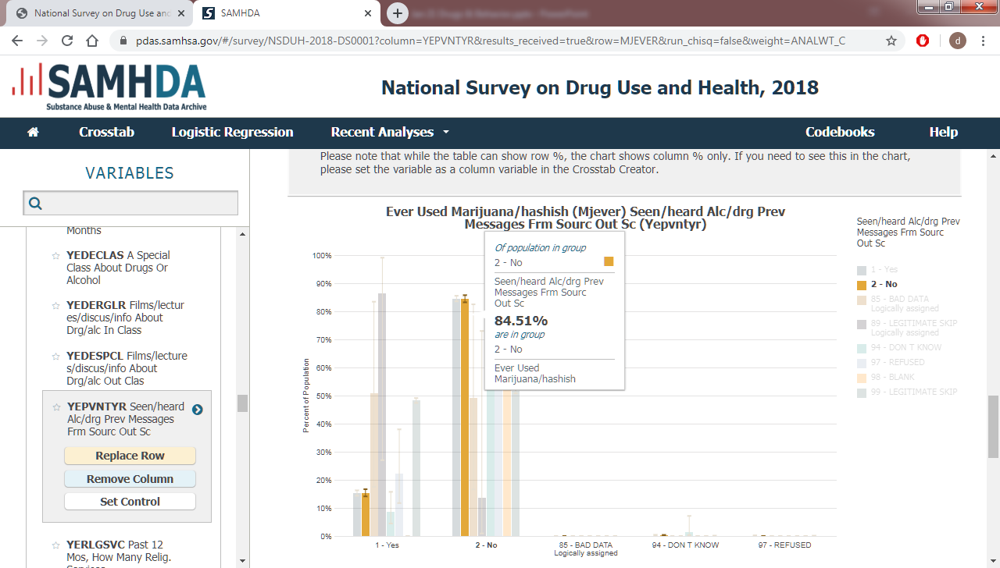 National Survey on Drug Use and
SAMHDA
pdas.samhsa.gov/#/survey/NSDUH-2018-DS0001?column=YEPVNTYR&results_received=true&row=MJEVER&run_chisq=false&weight=ANALWT_C
d
SAMHDA
Substance Abuse & Mental Health Data Archive
National Survey on Drug Use and Health, 2018
Crosstab
Logistic Regression
Recent Analyses
Codebooks
Help
VARIABLES
Months
YEDECLAS A Special
Class About Drugs Or
Alcohol
YEDERGLR Films/lectur
es/discus/info About
Drg/alc In Class
YEDESPCL Films/lecture
s/discus/info About
Drg/alc Out Clas
YEPVNTYR Seen/heard
Alc/drg Prev Messages
Frm Sourc Out Sc
Replace Row
Remove Column
Set Control
YERLGSVC Past 12
Mos, How Many Relig.
Services
Please note that while the table can show row %, the chart shows column % only. If you need to see this in the chart,
please set the variable as a column variable in the Crosstab Creator.
Ever Used Marijuana/hashish (Mjever) Seen/heard Alc/drg Prev
Messages Frm Sourc Out Sc (Yepvntyr)
Percent of Population
100%
90%
80%
70%
60%
50%
40%
30%
20%
10%
0%
Of population in group
2 - No
Seen/heard Alc/drg Prev
Messages Frm Sourc
Out Sc
84.51%
are in group
2 - No
Ever Used
Marijuana/hashish
1 - Yes
2 - No
85 - BAD DATA
Logically assigned
94 - DON T KNOW
97 - REFUSED
Seen/heard Alc/drg Prev
Messages Frm Sourc
Out Sc
1 - Yes
2 - No
85 - BAD DATA
Logically assigned
89 - LEGITIMATE SKIP
Logically assigned
94 - DON T KNOW
97 - REFUSED
98 - BLANK
99 - LEGITIMATE SKIP